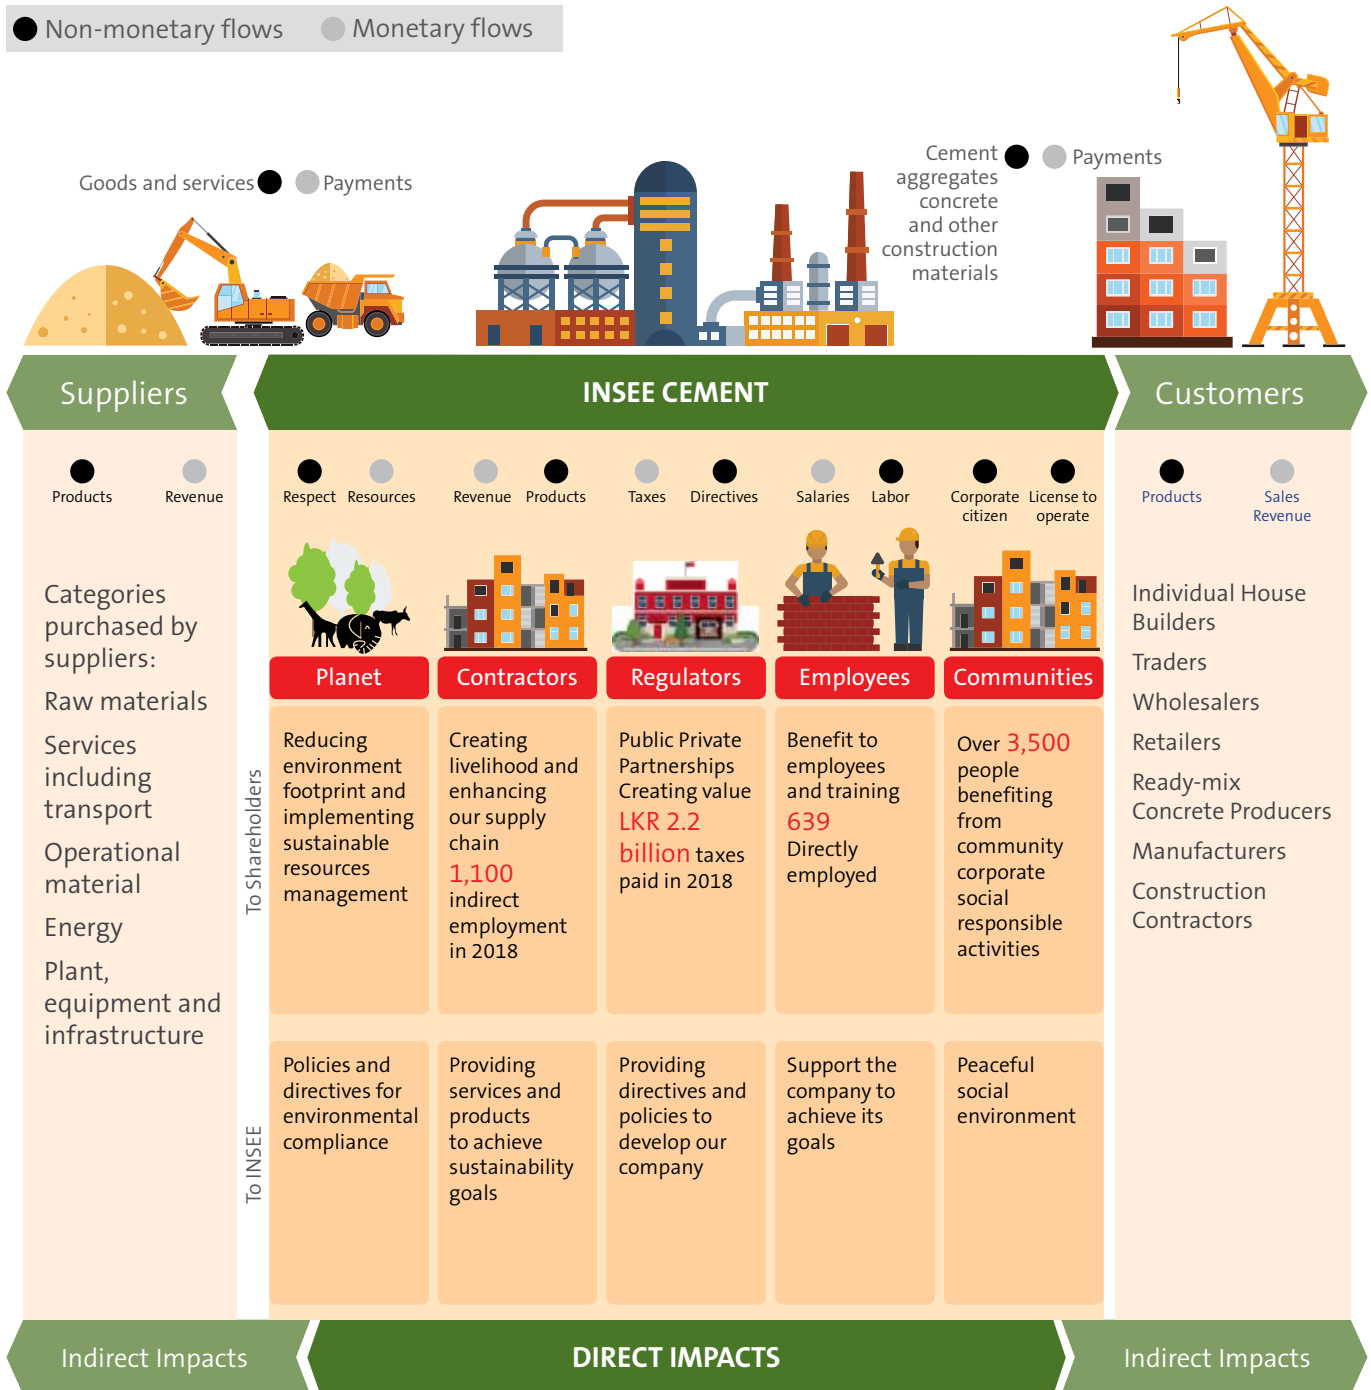 Non-monetary flows
Monetary flows
Goods and services
Payments
Cement
aggregates
concrete
and other
construction
materials
Payments
Suppliers
INSEE CEMENT
Customers
Products
Revenue
Categories
purchased by
suppliers:
Raw materials
Services
including
transport
Operational
material
Energy
Plant,
equipment and
infrastructure
Respect
Resources
Revenue
Products
Taxes
Directives
Salaries
Labor
Corporate
citizen
License to
operate
Planet
Contractors
Regulators
Employees
Communities
To Shareholders
Reducing
environment
footprint and
implementing
sustainable
resources
management
Creating
livelihood and
enhancing
our supply
chain
1,100
indirect
employment
in 2018
Public Private
Partnerships
Creating value
LKR 2.2
billion taxes
paid in 2018
Benefit to
employees
and training
639
Directly
employed
Over 3,500
people
benefiting
from
community
corporate
social
responsible
activities
To INSEE
Policies and
directives for
environmental
compliance
Providing
services and
products
to achieve
sustainability
goals
Providing
directives and
policies to
develop our
company
Support the
company to
achieve its
goals
Peaceful
social
environment
Products
Sales
Revenue
Individual House
Builders
Traders
Wholesalers
Retailers
Ready-mix
Concrete Producers
Manufacturers
Construction
Contractors
Indirect Impacts
DIRECT IMPACTS
Indirect Impacts